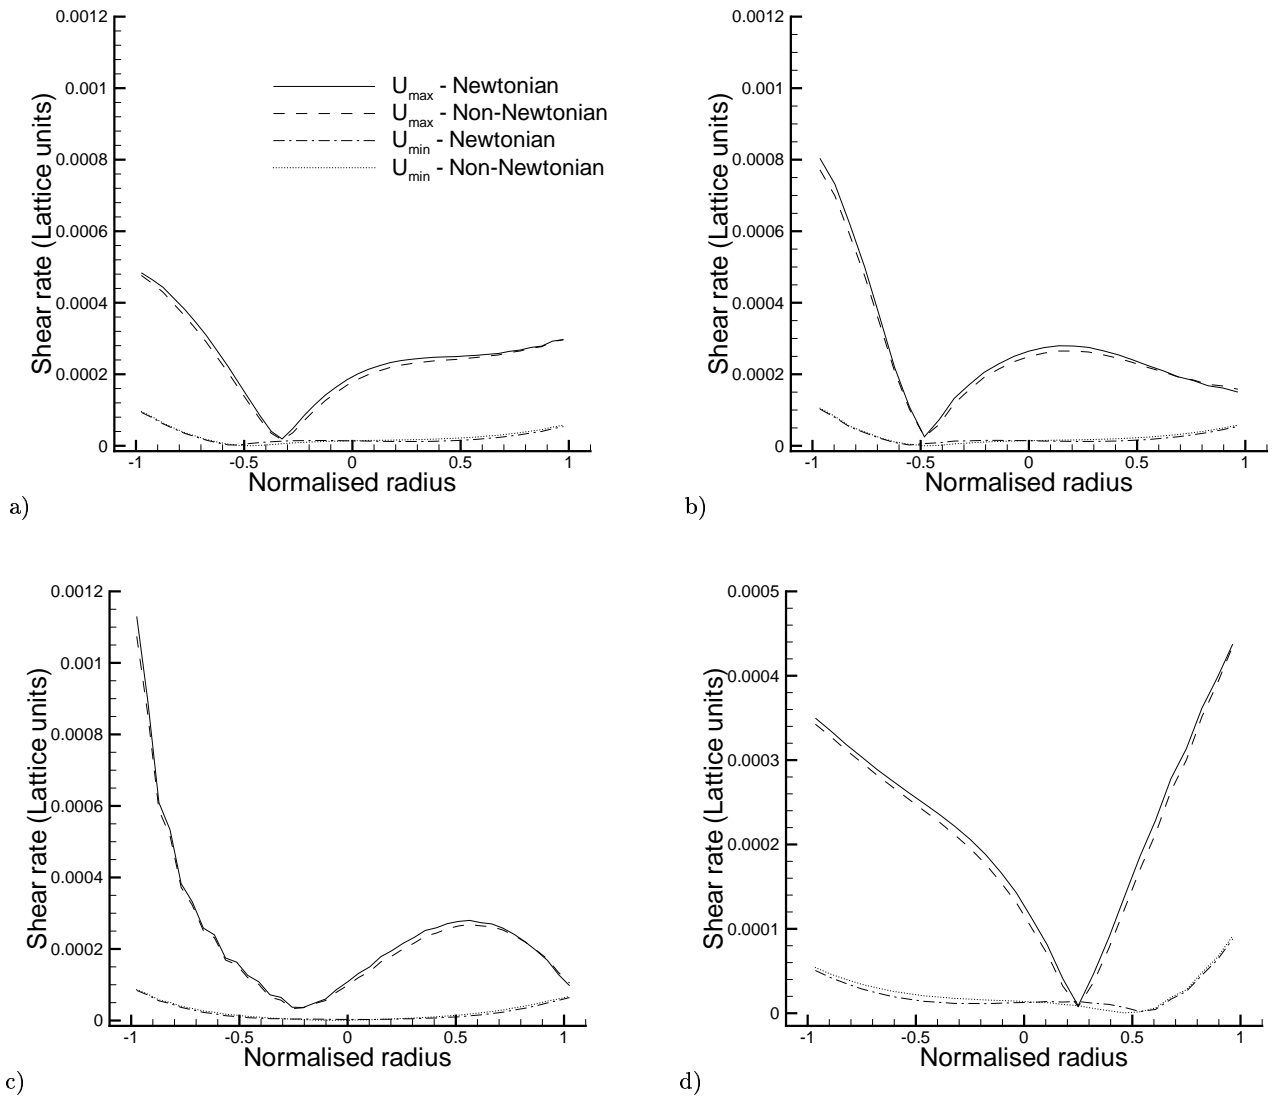 0.0012
0.001
0.0008
0.0006
0.0004
0.0002
0
-1 -0.5 0 0.5 1
Shear rate (Lattice units)
Normalised radius
Umax - Newtonian
Umax - Non-Newtonian
Umin - Newtonian
Umin - Non-Newtonian
a)
0.0012
0.001
0.0008
0.0006
0.0004
0.0002
0
-1 -0.5 0 0.5 1
Shear rate (Lattice units)
Normalised radius
b)
0.0012
0.001
0.0008
0.0006
0.0004
0.0002
0
-1 -0.5 0 0.5 1
Shear rate (Lattice units)
Normalised radius
c)
0.0005
0.0004
0.0003
0.0002
0.0001
0
-1 -0.5 0 0.5 1
Shear rate (Lattice units)
Normalised radius
d)